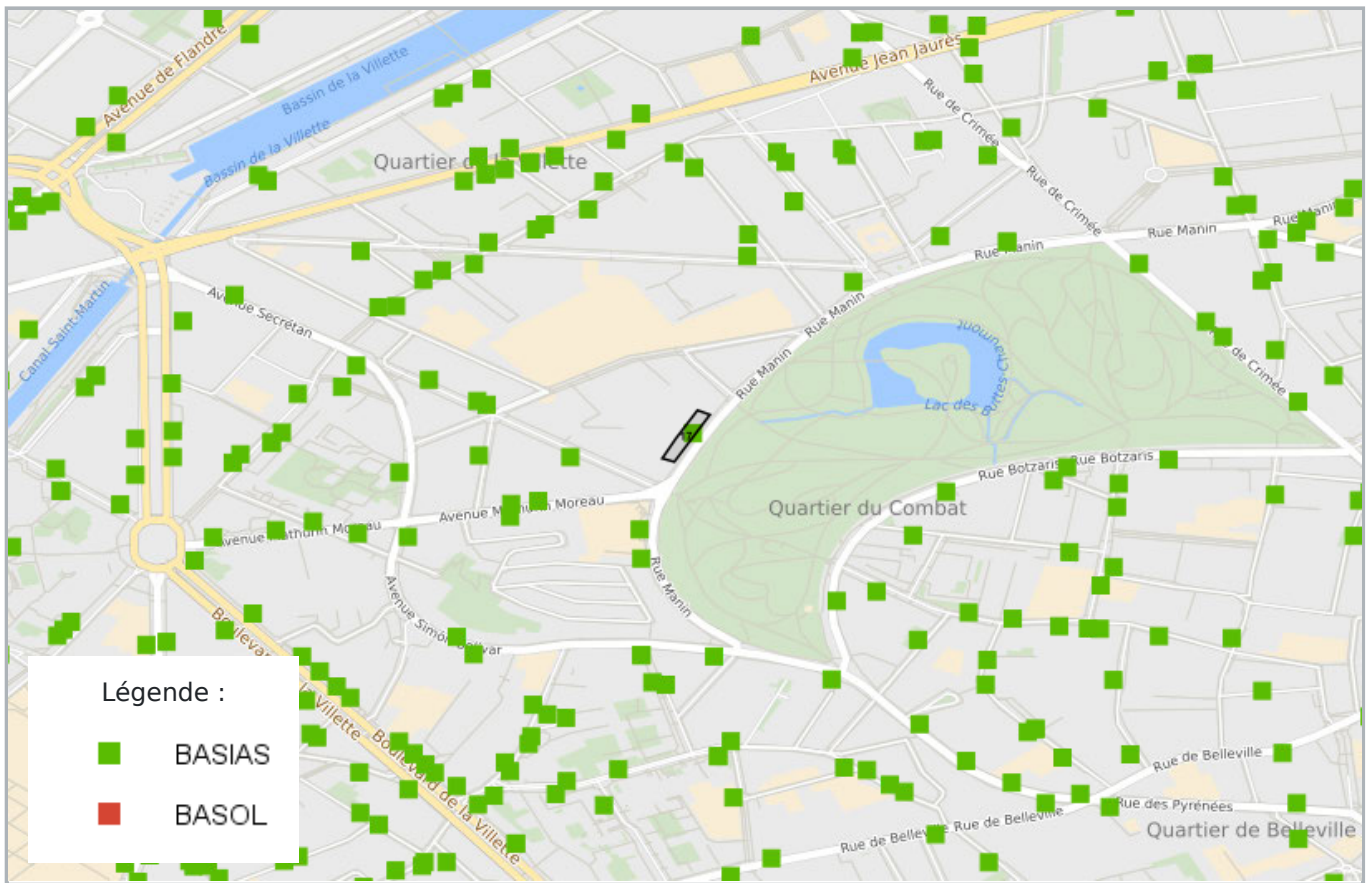 Avenue de Flandre
Bassin de la Villette
Bassin de la Villette
Avenue Jean Jaurès
Rue de Crimée
Quartier de la Villette
Rue de Crimée
Rue Manin
Rue Manin
Rue Manin
Canal Saint-Martin
Avenue Secrétan
Rue Manin
Rue Manin
Rue de Crimée
Lac des Buttes Chaumont
Rue Botzaris
Rue Botzaris
Quartier du Combat
Avenue Mathurin Moreau
Avenue Mathurin Moreau
Rue Manin
Avenue Simon Bolivar
Boulevard de la Villette
Boulevard de la Villette
Rue de Belleville
Rue des Pyrénées
Rue de Belleville
Rue de Belleville
Quartier de Belleville
Légende :
BASIAS
BASOL